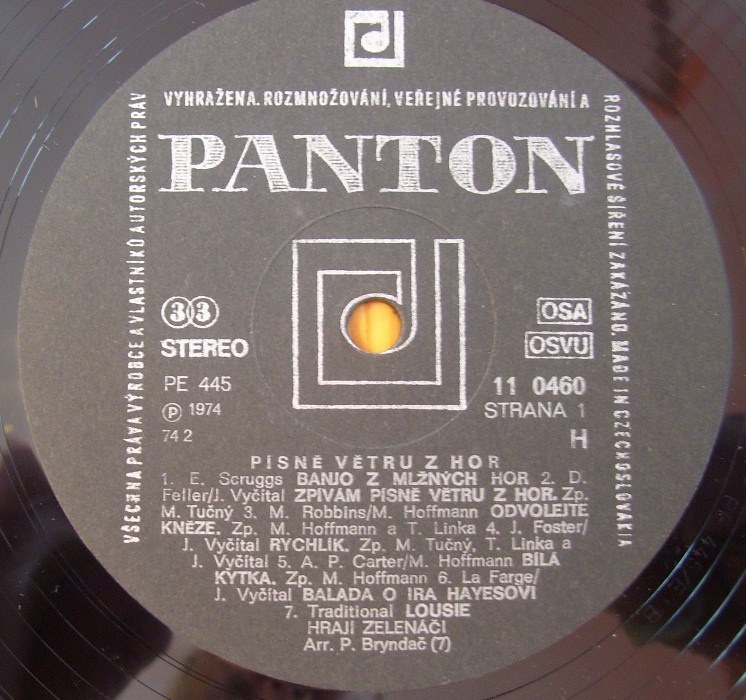 VYHRAŽENA. ROZMNOŽOVÁNÍ, VEŘEJNÉ PROVOZOVÁNÍ A
VŠECHNA PRÁVA VÝROBCE A VLASTNÍKŮ AUTORSKÝCH PRÁV
ROZHLASOVÉ ŠÍŘENÍ ZAKÁZÁNO. MADE IN CZECHOSLOVAKIA
PANTON
33
STEREO
PE 445
Ⓟ 1974
74 2
OSA
OSVU
11 0460
STRANA 1
H
PÍSNĚ VĚTRU Z HOR
1. E. Scruggs BANJO Z MLŽNÝCH HOR 2. D.
Feller/J. Vyčítal ZPÍVÁM PÍSNĚ VĚTRU Z HOR. Zp.
M. Tučný 3. M. Robbins/M. Hoffmann ODVOLEJTE
KNĚZE. Zp. M. Hoffmann a T. Linka 4. J. Foster/
J. Vyčítal RYCHLÍK. Zp. M. Tučný, T. Linka a
J. Vyčítal 5. A. P. Carter/M. Hoffmann BÍLÁ
KYTKA. Zp. M. Hoffmann 6. La Farge/
J. Vyčítal BALADA O IRA HAYESOVI
7. Traditional LOUSIE
HRAJÍ ZELENÁČI
Arr. P. Bryndač (7)